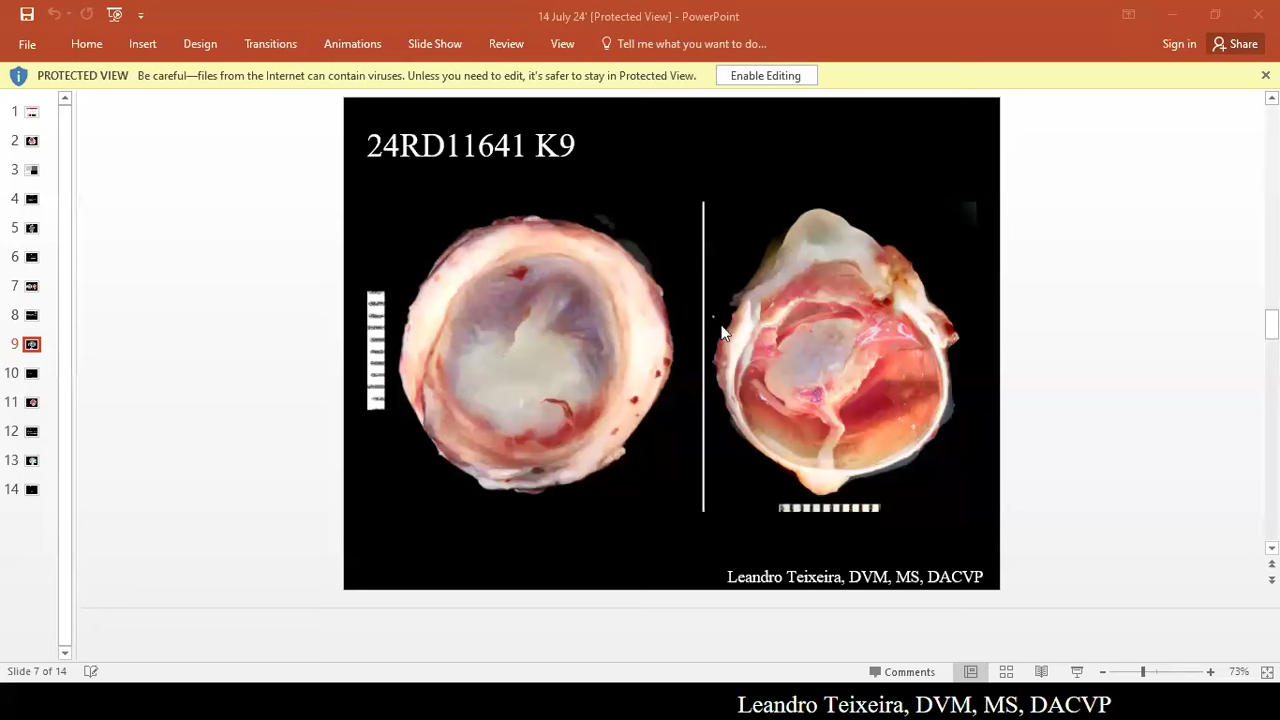 14 July 24' [Protected View] - PowerPoint
File Home Insert Design Transitions Animations Slide Show Review View Tell me what you want to do... Sign in Share
PROTECTED VIEW Be careful—files from the Internet can contain viruses. Unless you need to edit, it's safer to stay in Protected View. Enable Editing
1
2
3
4
5
6
7
8
9
10
11
12
13
14
24RD11641 K9
Leandro Teixeira, DVM, MS, DACVP
Slide 7 of 14 Comments 73%
Leandro Teixeira, DVM, MS, DACVP